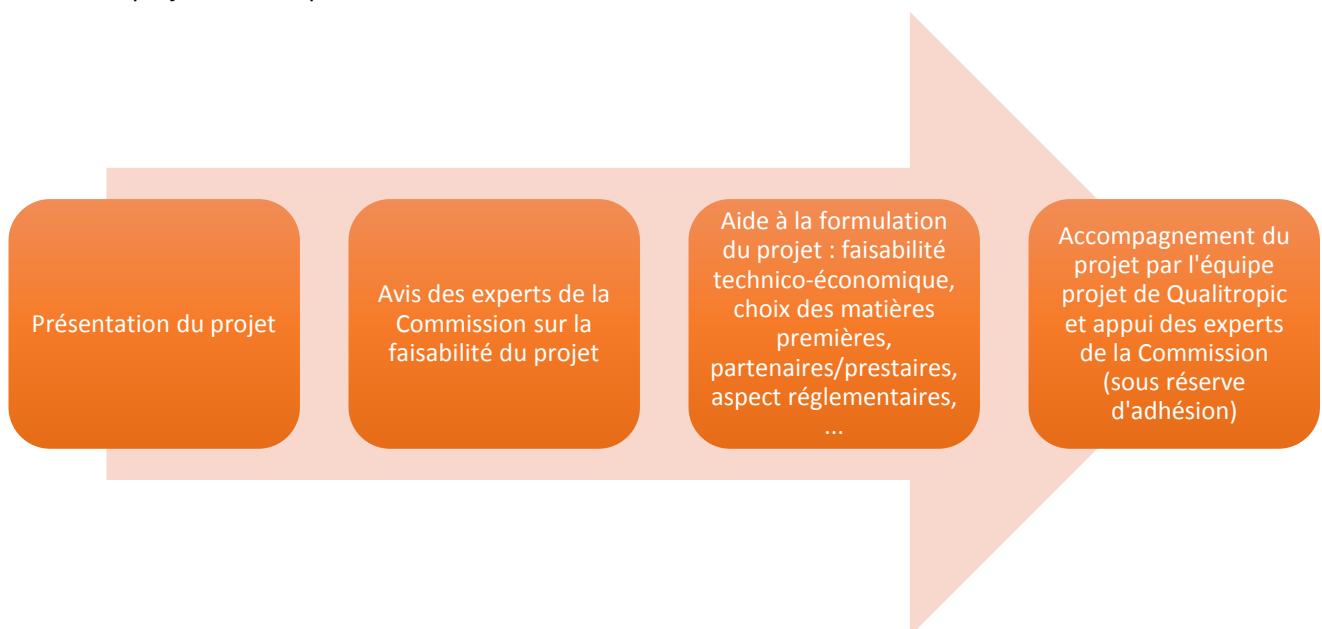 Présentation du projet
Avis des experts de la
Commission sur la
faisabilité du projet
Aide à la formulation
du projet : faisabilité
technico-économique,
choix des matières
premières,
partenaires/prestaires,
aspect réglementaires,
...
Accompagnement du
projet par l'équipe
projet de Qualitropic
et appui des experts
de la Commission
(sous réserve
d'adhésion)